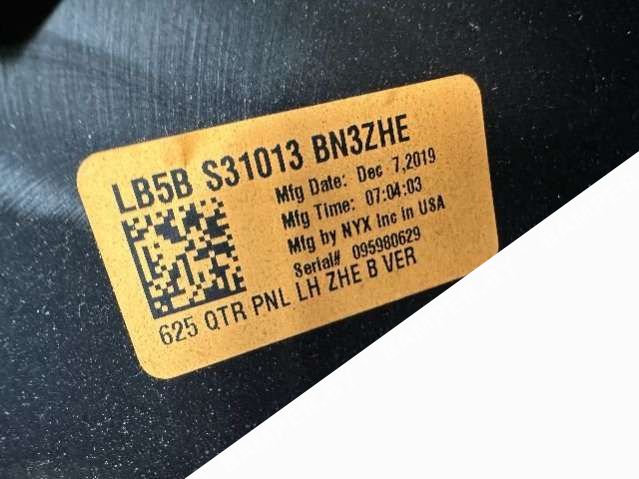 LB5B S31013 BN3ZHE
Mfg Date: Dec 7,2019
Mfg Time: 07:04:03
Mfg by NYX Inc in USA
Serial# 095980629
625 QTR PNL LH ZHE B VER